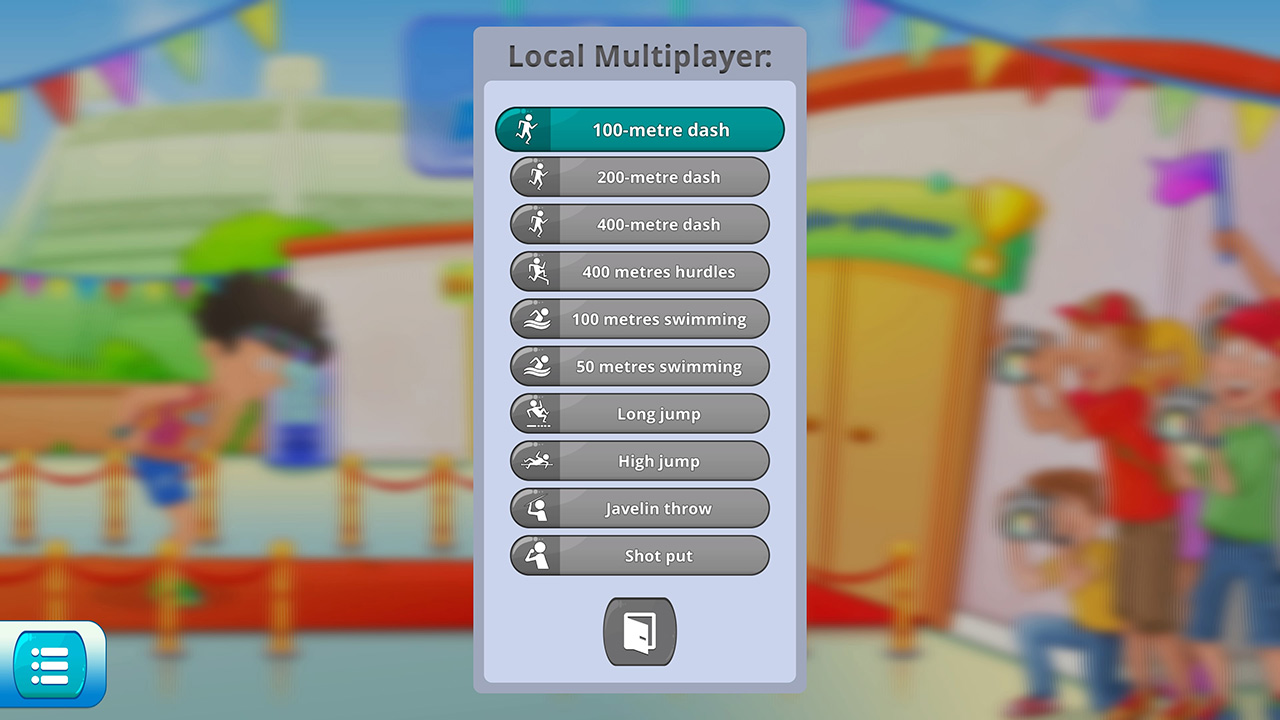 Local Multiplayer:
100-metre dash
200-metre dash
400-metre dash
400 metres hurdles
100 metres swimming
50 metres swimming
Long jump
High jump
Javelin throw
Shot put